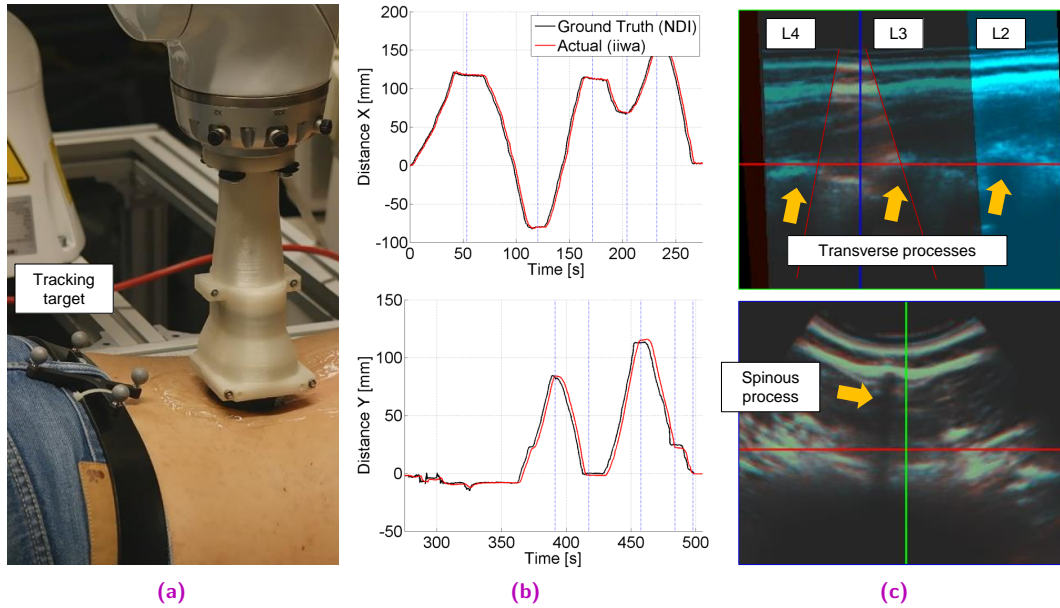 Tracking
target
(a)
Ground Truth (NDI)
Actual (iiwa)
Distance X [mm]
150
100
50
0
-50
-100
0 50 100 150 200 250
Time [s]
Distance Y [mm]
150
100
50
0
-50
300 350 400 450 500
Time [s]
(b)
L4 L3 L2
Transverse processes
Spinous
process
(c)